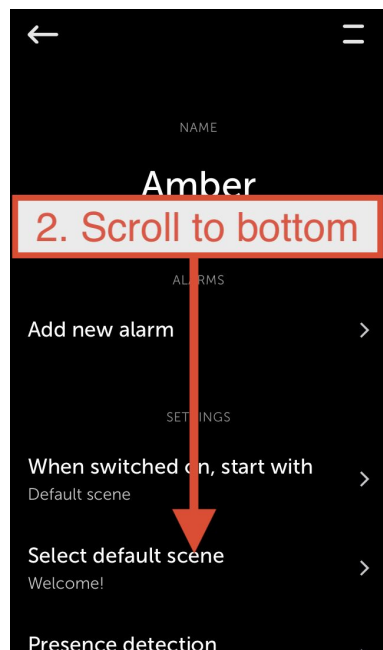 NAME
Amber
2. Scroll to bottom
ALARMS
Add new alarm
SETTINGS
When switched on, start with
Default scene
Select default scene
Welcome!
Presence detection